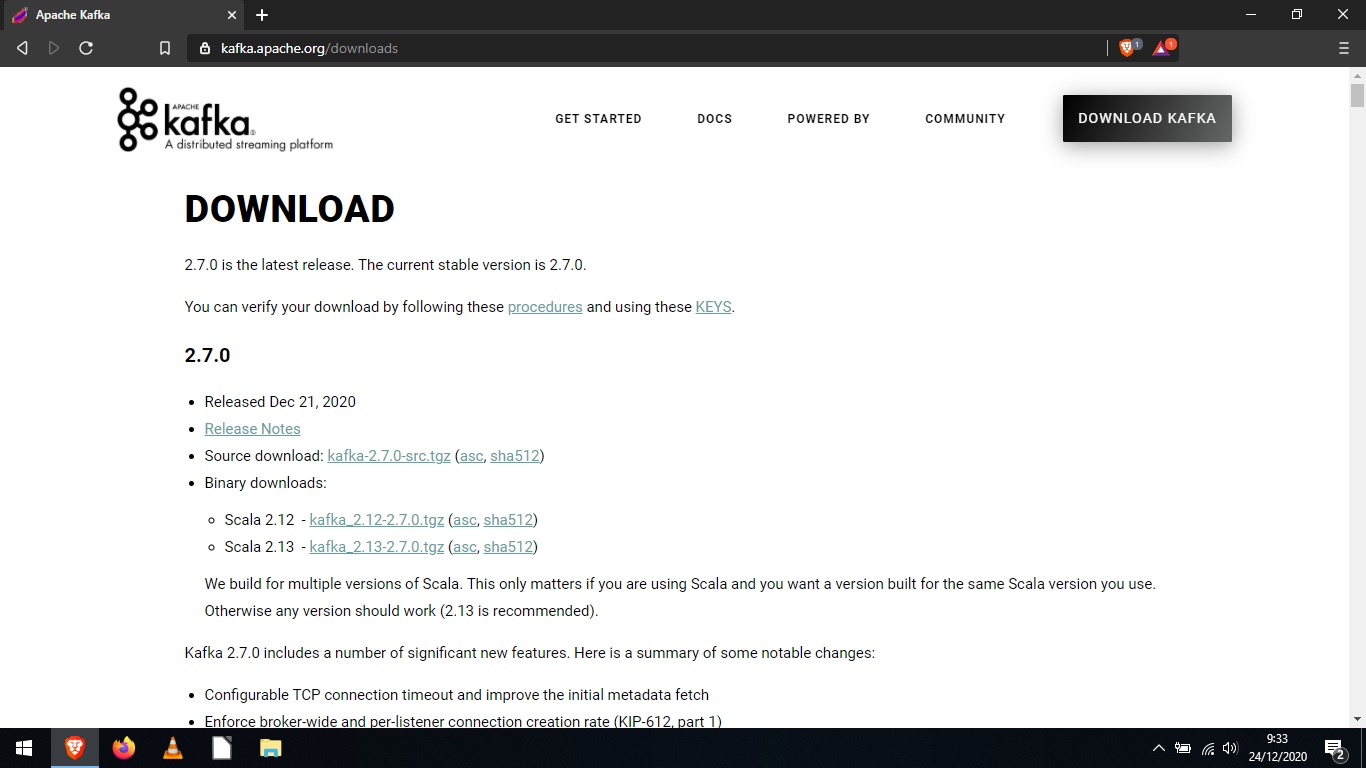 Apache Kafka
kafka.apache.org/downloads
1
1
APACHE
kafka®
A distributed streaming platform
GET STARTED
DOCS
POWERED BY
COMMUNITY
DOWNLOAD KAFKA
DOWNLOAD
2.7.0 is the latest release. The current stable version is 2.7.0.
You can verify your download by following these procedures and using these KEYS.
2.7.0
Released Dec 21, 2020
Release Notes
Source download: kafka-2.7.0-src.tgz (asc, sha512)
Binary downloads:
Scala 2.12 - kafka_2.12-2.7.0.tgz (asc, sha512)
Scala 2.13 - kafka_2.13-2.7.0.tgz (asc, sha512)
We build for multiple versions of Scala. This only matters if you are using Scala and you want a version built for the same Scala version you use.
Otherwise any version should work (2.13 is recommended).
Kafka 2.7.0 includes a number of significant new features. Here is a summary of some notable changes:
Configurable TCP connection timeout and improve the initial metadata fetch
Enforce broker-wide and per-listener connection creation rate (KIP-612, part 1)
9:33
24/12/2020
2